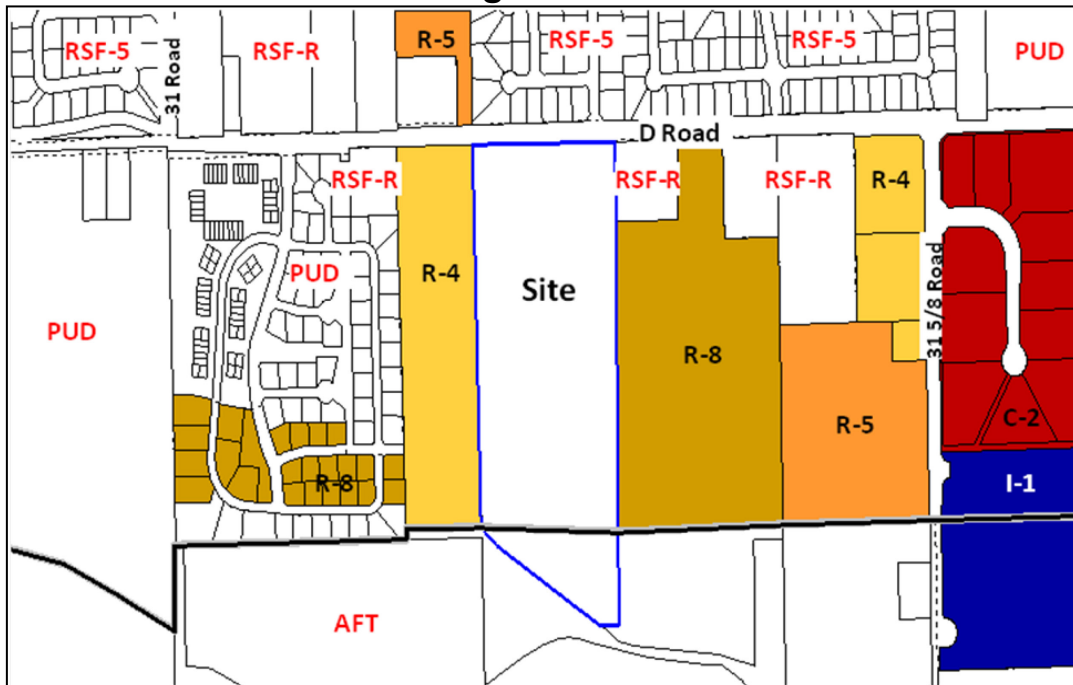 RSF-5
31 Road
RSF-R
R-5
RSF-5
RSF-5
PUD
D Road
RSF-R
R-4
Site
RSF-R
R-8
RSF-R
R-4
31 5/8 Road
PUD
PUD
R-8
R-5
C-2
I-1
AFT